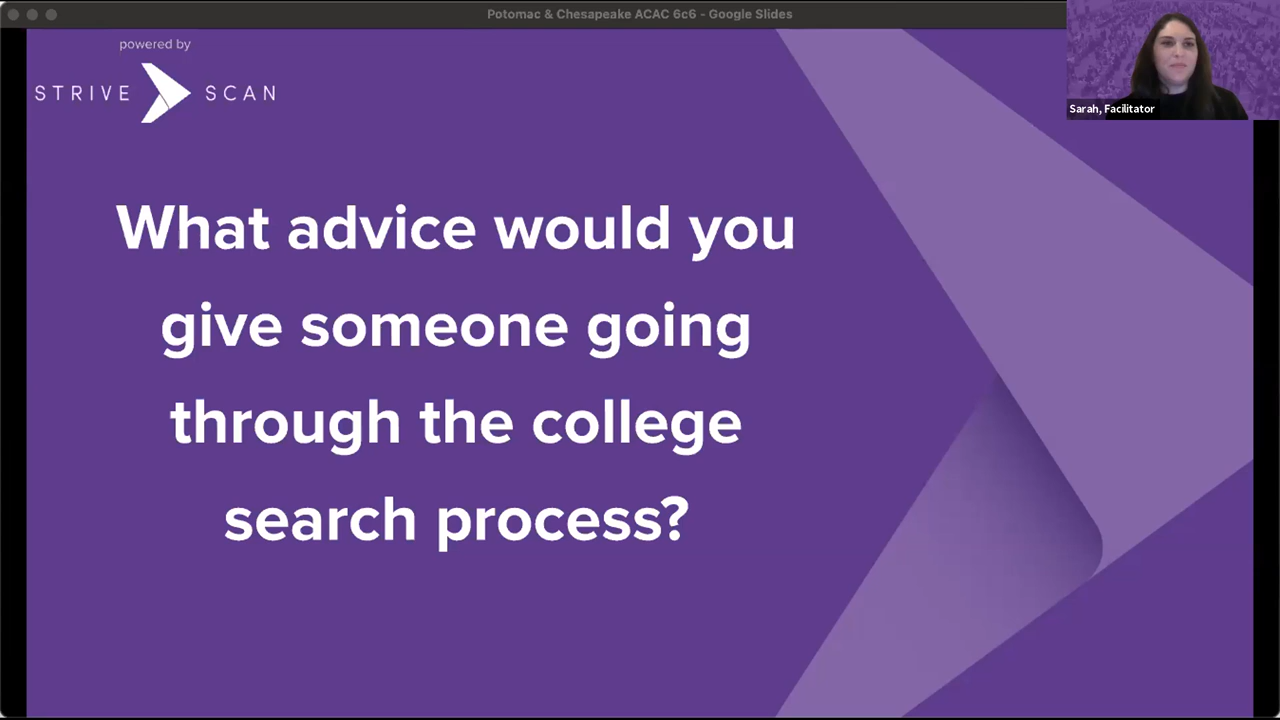 Potomac & Chesapeake ACAC 6c6 - Google Slides
powered by
STRIVE SCAN
Sarah, Facilitator
What advice would you
give someone going
through the college
search process?